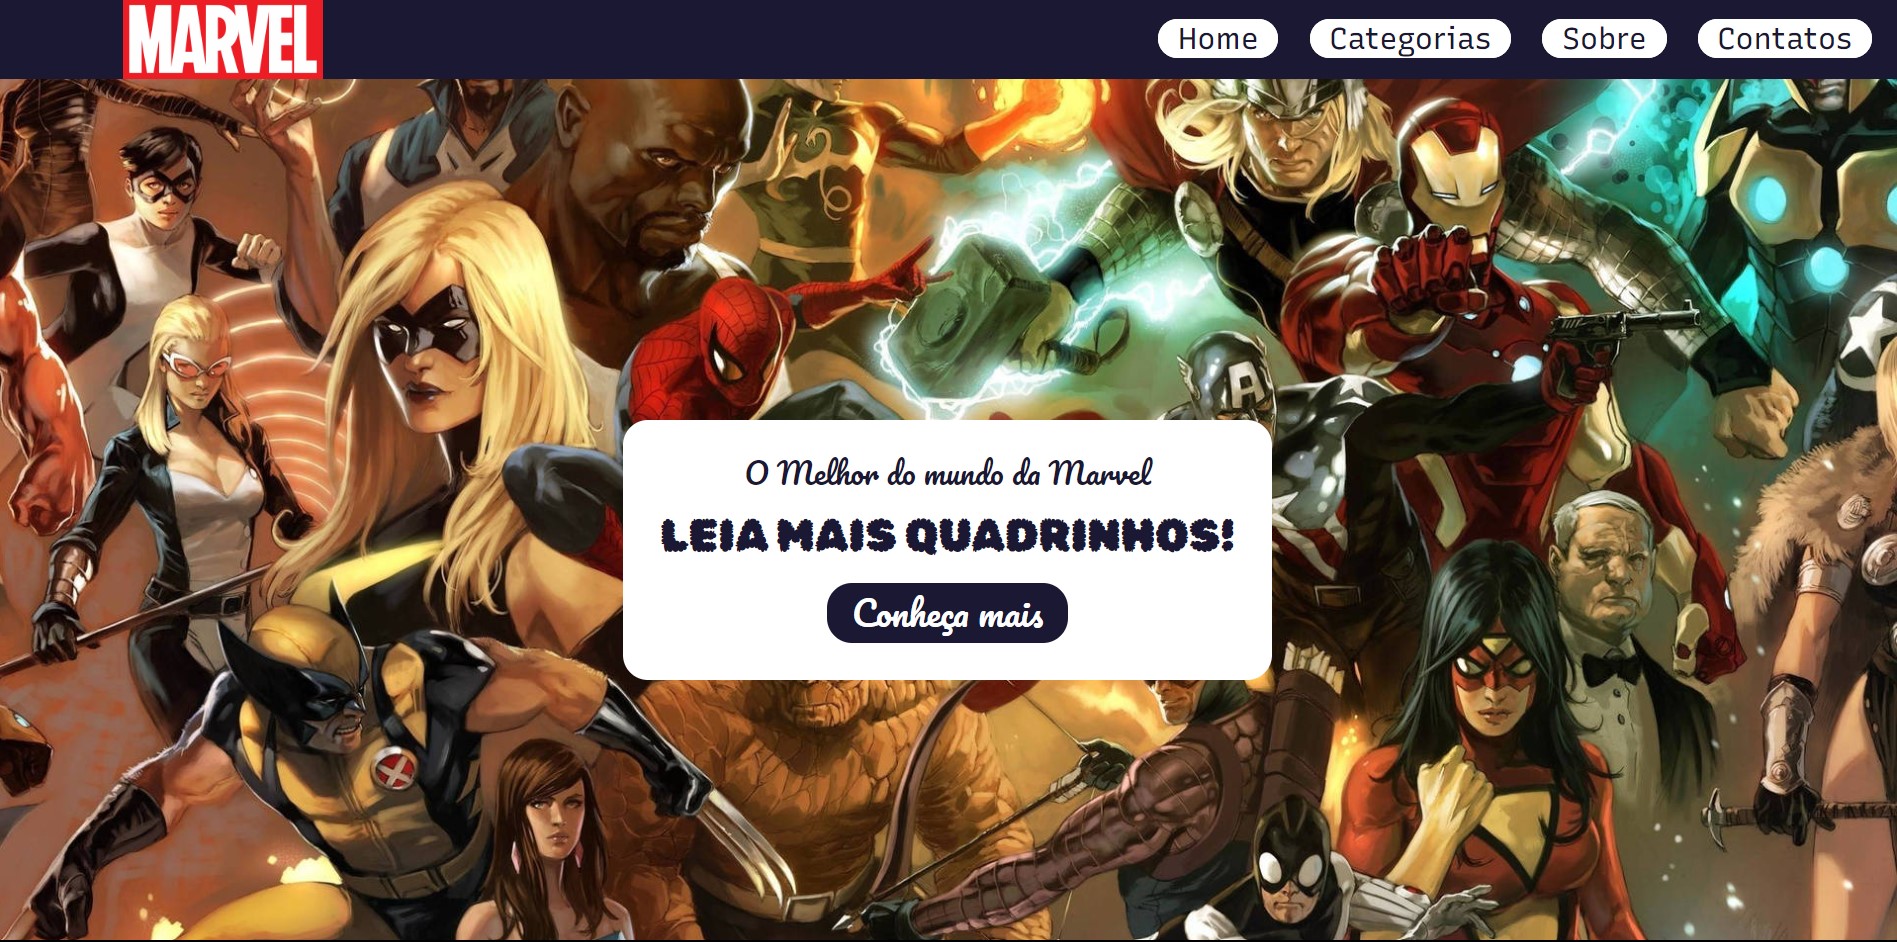 MARVEL
Home Categorias Sobre Contatos
A
O Melhor do mundo da Marvel
LEIA MAIS QUADRINHOS!
Conheça mais